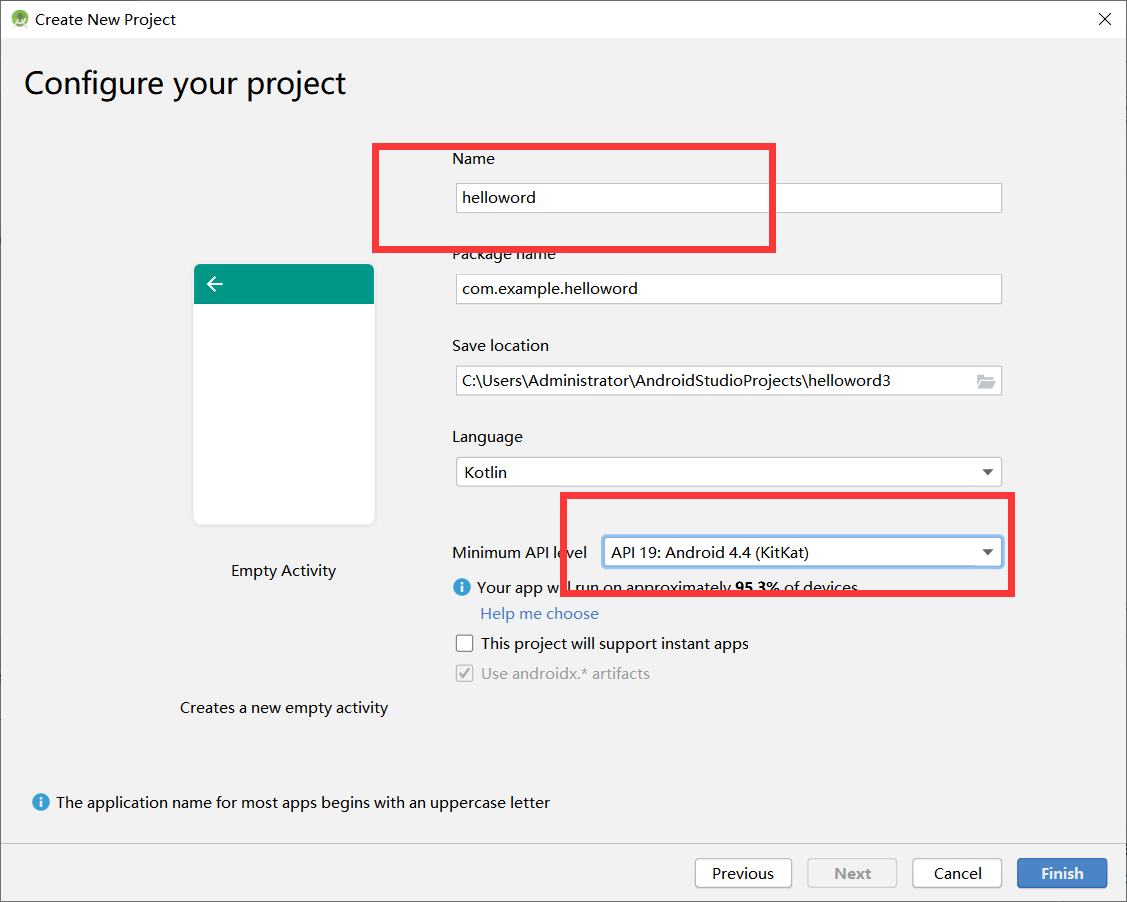 Create New Project
Configure your project
Name
helloword
Package name
com.example.helloword
Save location
C:\Users\Administrator\AndroidStudioProjects\helloword3
Language
Kotlin
Minimum API level
API 19: Android 4.4 (KitKat)
Your app will run on approximately 95.3% of devices.
Help me choose
This project will support instant apps
Use androidx.* artifacts
Empty Activity
Creates a new empty activity
The application name for most apps begins with an uppercase letter
Previous
Next
Cancel
Finish